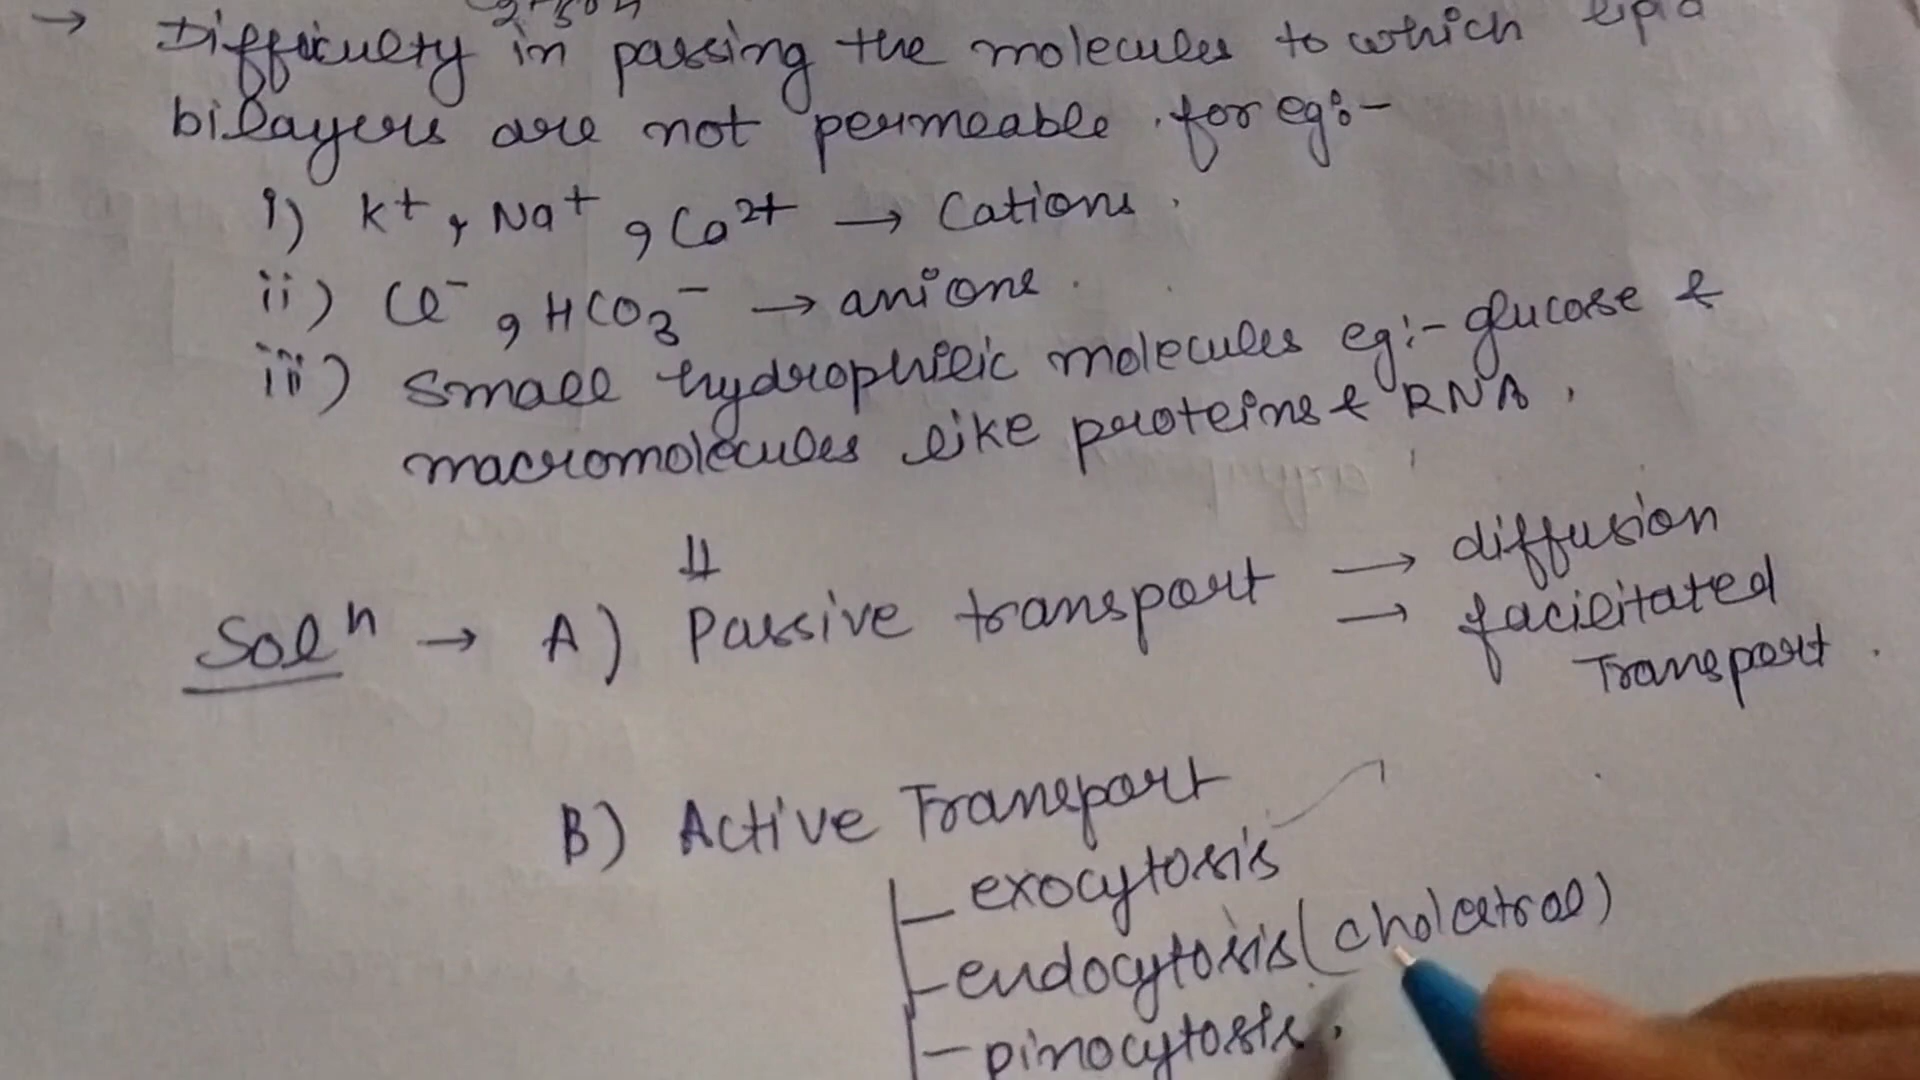 → Difficulty in passing the molecules to which
bilayers are not permeable. for eg:-
i) K+, Na+, Ca2+ → Cations.
ii) Cl-, HCO3- → anions.
iii) Small hydrophilic molecules eg:- glucose &
macromolecules like proteins & RNA.
⇓
Solⁿ → A) Passive transport → diffusion
→ facilitated
Transport.
B) Active Transport
- exocytosis
- endocytosis (cholestrol)
- pinocytosis.